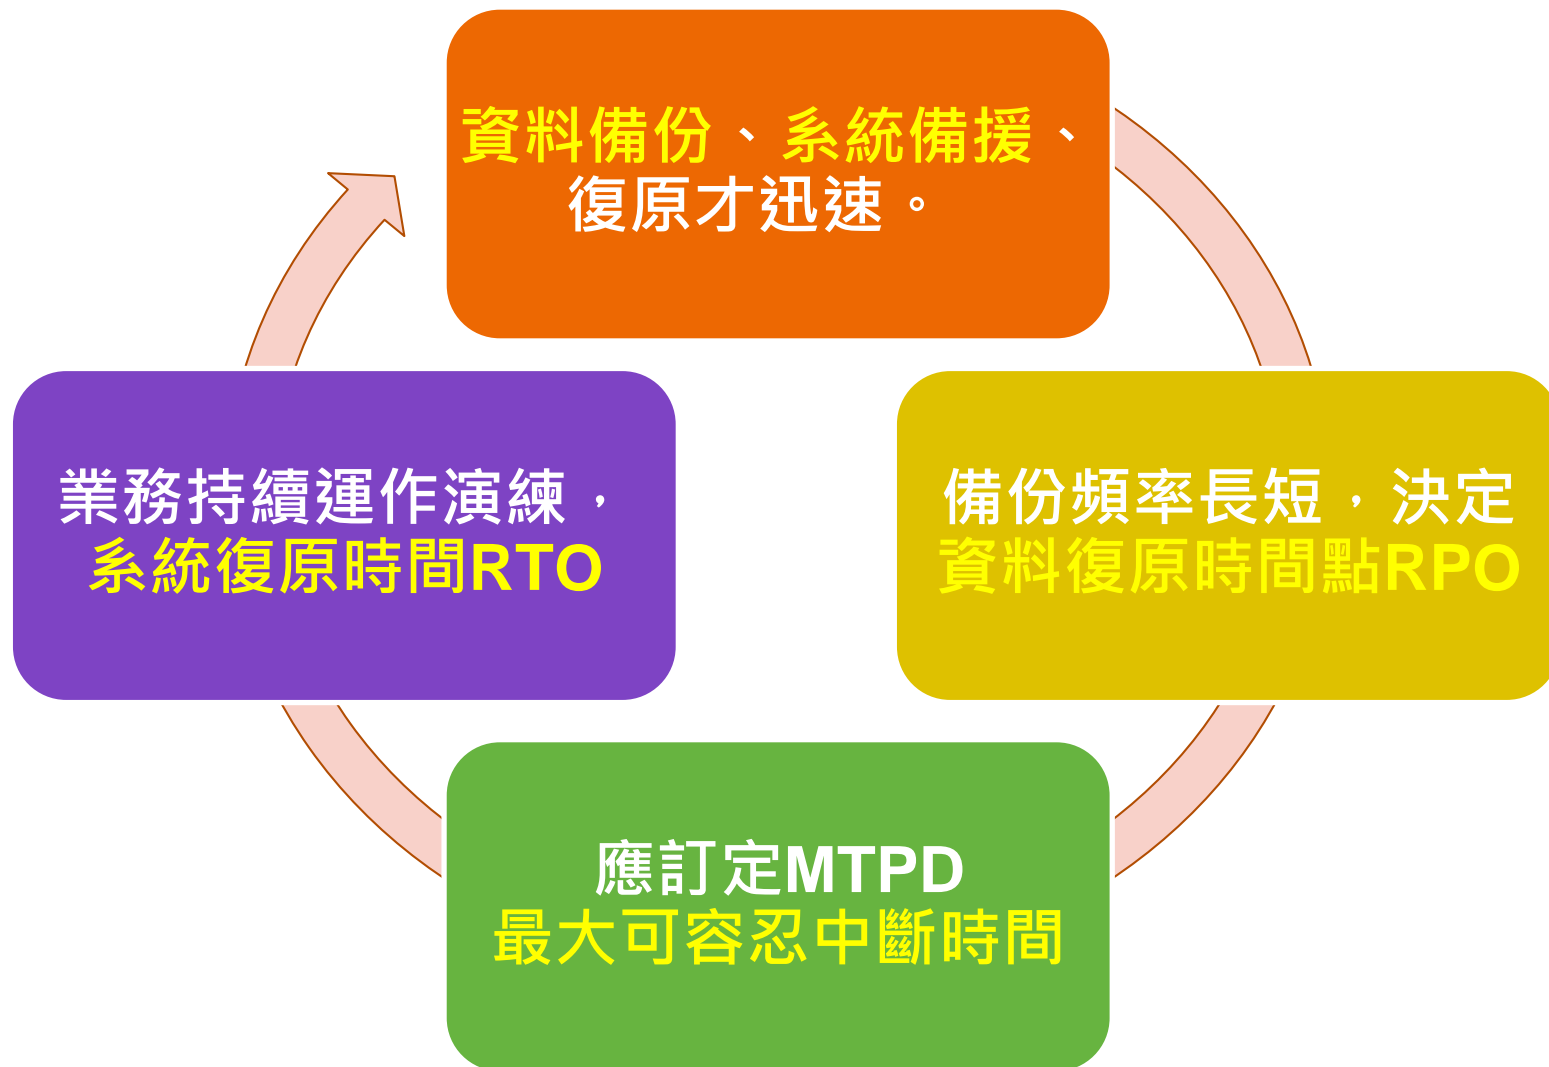 資料備份、系統備援、
復原才迅速。
備份頻率長短，決定
資料復原時間點RPO
應訂定MTPD
最大可容忍中斷時間
業務持續運作演練，
系統復原時間RTO